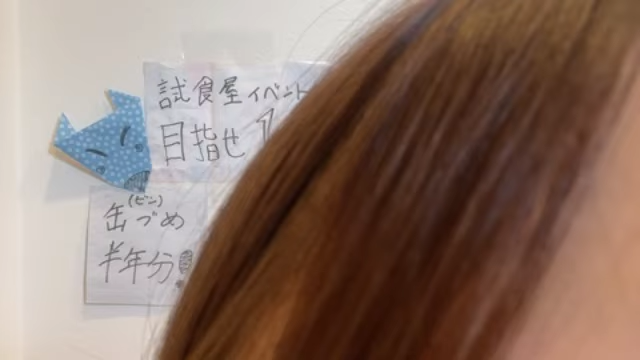 試食屋イベント
目指せ1
(ビン)
缶づめ
半年分!